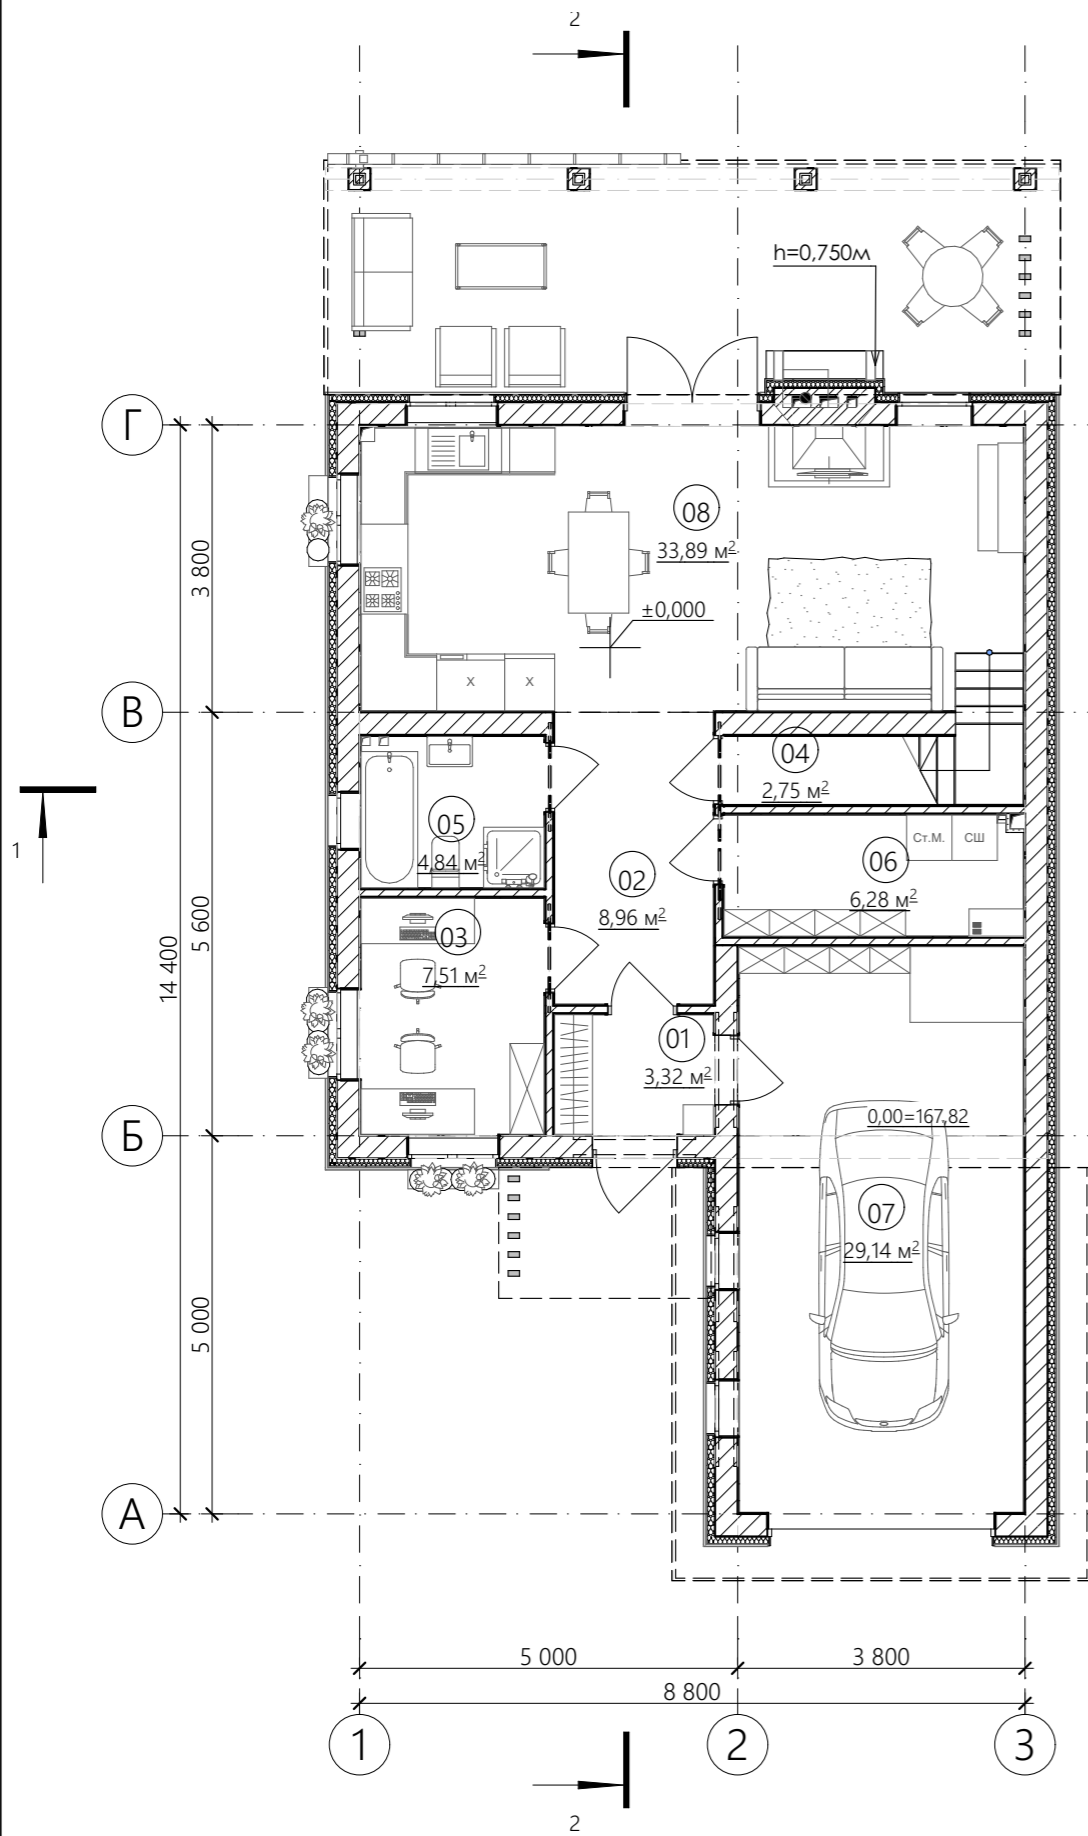 2
h=0,750м
Г
08
33,89 м²
3 800
±0,000
X X
В
04
2,75 м²
1
05
4,84 м²
Ст.М. СШ
06
6,28 м²
02
8,96 м²
5 600
03
7,51 м²
14 400
01
3,32 м²
0,00=167,82
Б
07
29,14 м²
5 000
А
5 000 3 800
8 800
1 2 3
2